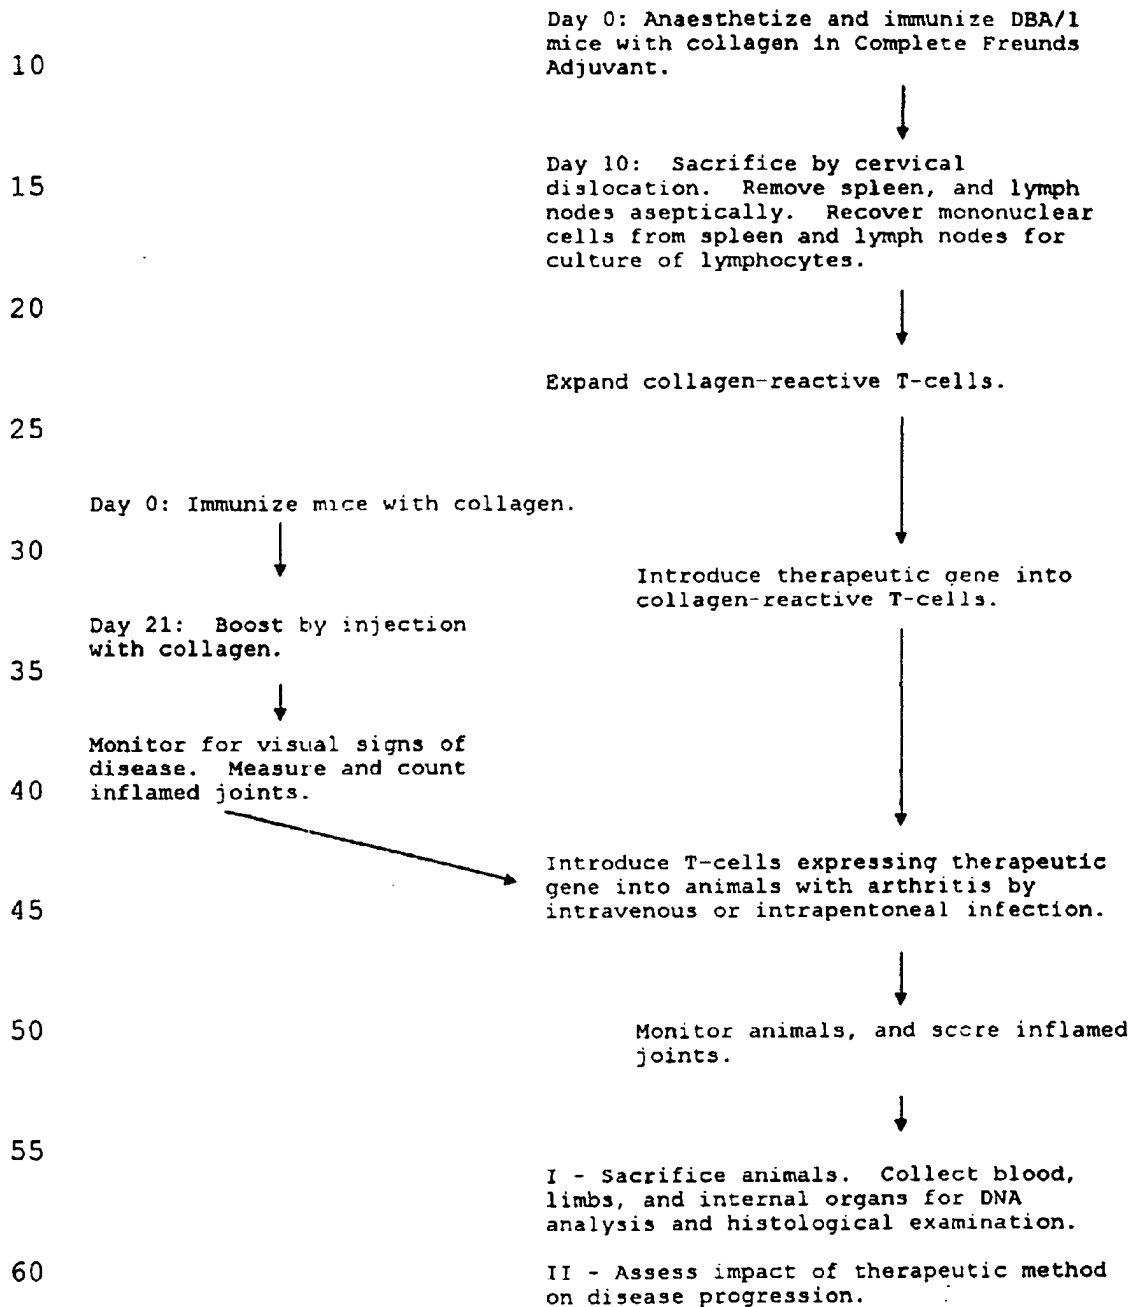 Day 0: Anaesthetize and immunize DBA/1
mice with collagen in Complete Freunds
10
Adjuvant.
Day 10: Sacrifice by cervical
15
dislocation. Remove spleen, and lymph
nodes aseptically. Recover mononuclear
cells from spleen and lymph nodes for
culture of lymphocytes.
20
Expand collagen-reactive T-cells.
25
Day 0: Immunize mice with collagen.
30
Introduce therapeutic gene into
collagen-reactive T-cells.
Day 21: Boost by injection
with collagen.
35
Monitor for visual signs of
disease. Measure and count
40
inflamed joints.
Introduce T-cells expressing therapeutic
gene into animals with arthritis by
45
intravenous or intrapentoneal infection.
50
Monitor animals, and score inflamed
joints.
55
I - Sacrifice animals. Collect blood,
limbs, and internal organs for DNA
analysis and histological examination.
60
II - Assess impact of therapeutic method
on disease progression.